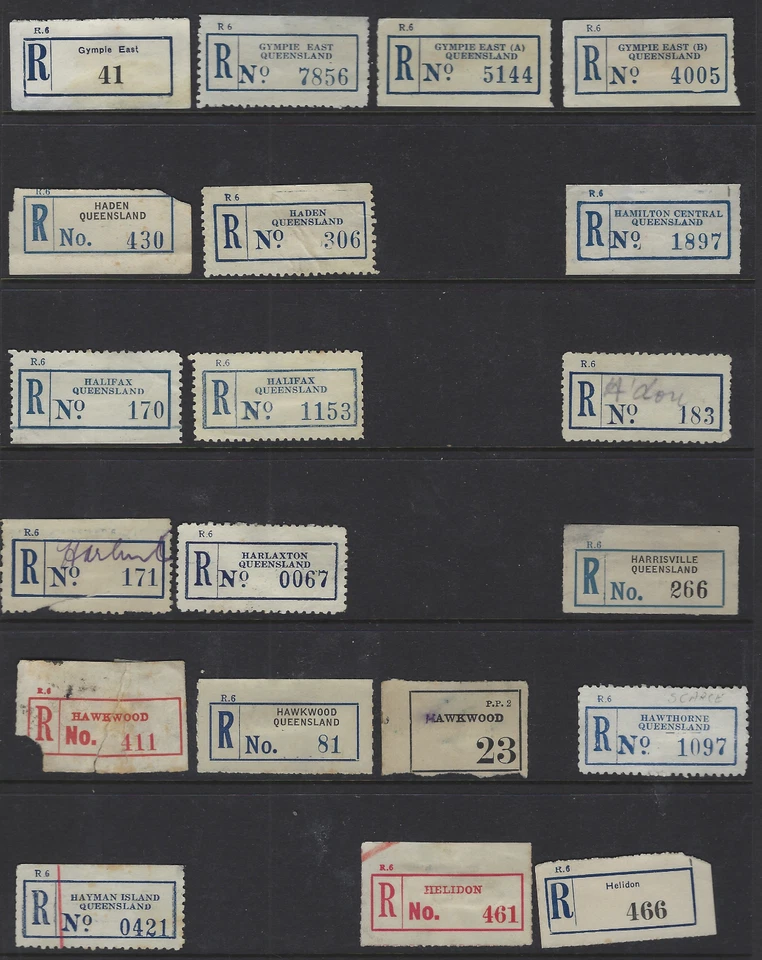 R.6
R
Gympie East
41
R 6
R
GYMPIE EAST
QUEENSLAND
Nº 7856
R.6
R
GYMPIE EAST (A)
QUEENSLAND
Nº 5144
R.6
R
GYMPIE EAST (B)
QUEENSLAND
Nº 4005
R.6
R
HADEN
QUEENSLAND
No. 430
R 6
R
HADEN
QUEENSLAND
Nº 306
R.6
R
HAMILTON CENTRAL
QUEENSLAND
Nº 1897
R.6
R
HALIFAX
QUEENSLAND
Nº 170
R.6
R
HALIFAX
QUEENSLAND
Nº 1153
R.6
R
Nº 183
R.6
R
Nº 171
R.6
R
HARLAXTON
QUEENSLAND
Nº 0067
R.6
R
HARRISVILLE
QUEENSLAND
No. 266
R.6
R
HAWKWOOD
No. 411
R.6
R
HAWKWOOD
QUEENSLAND
No. 81
P.P. 2
HAWKWOOD
23
R.6
SCARCE
R
HAWTHORNE
QUEENSLAND
Nº 1097
R.6
R
HAYMAN ISLAND
QUEENSLAND
Nº 0421
R.6
R
HELIDON
No. 461
R.6
R
Helidon
466